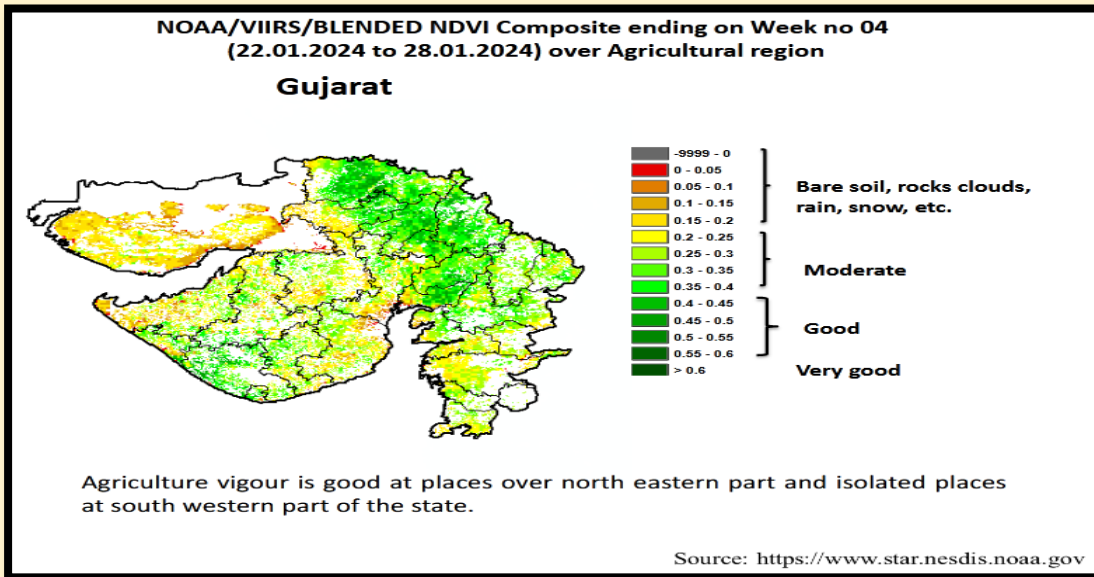 NOAA/VIIRS/BLENDED NDVI Composite ending on Week no 04
(22.01.2024 to 28.01.2024) over Agricultural region
Gujarat
-9999 - 0
0 - 0.05
0.05 - 0.1
0.1 - 0.15
0.15 - 0.2
0.2 - 0.25
0.25 - 0.3
0.3 - 0.35
0.35 - 0.4
0.4 - 0.45
0.45 - 0.5
0.5 - 0.55
0.55 - 0.6
> 0.6
Bare soil, rocks clouds,
rain, snow, etc.
Moderate
Good
Very good
Agriculture vigour is good at places over north eastern part and isolated places
at south western part of the state.
Source: https://www.star.nesdis.noaa.gov